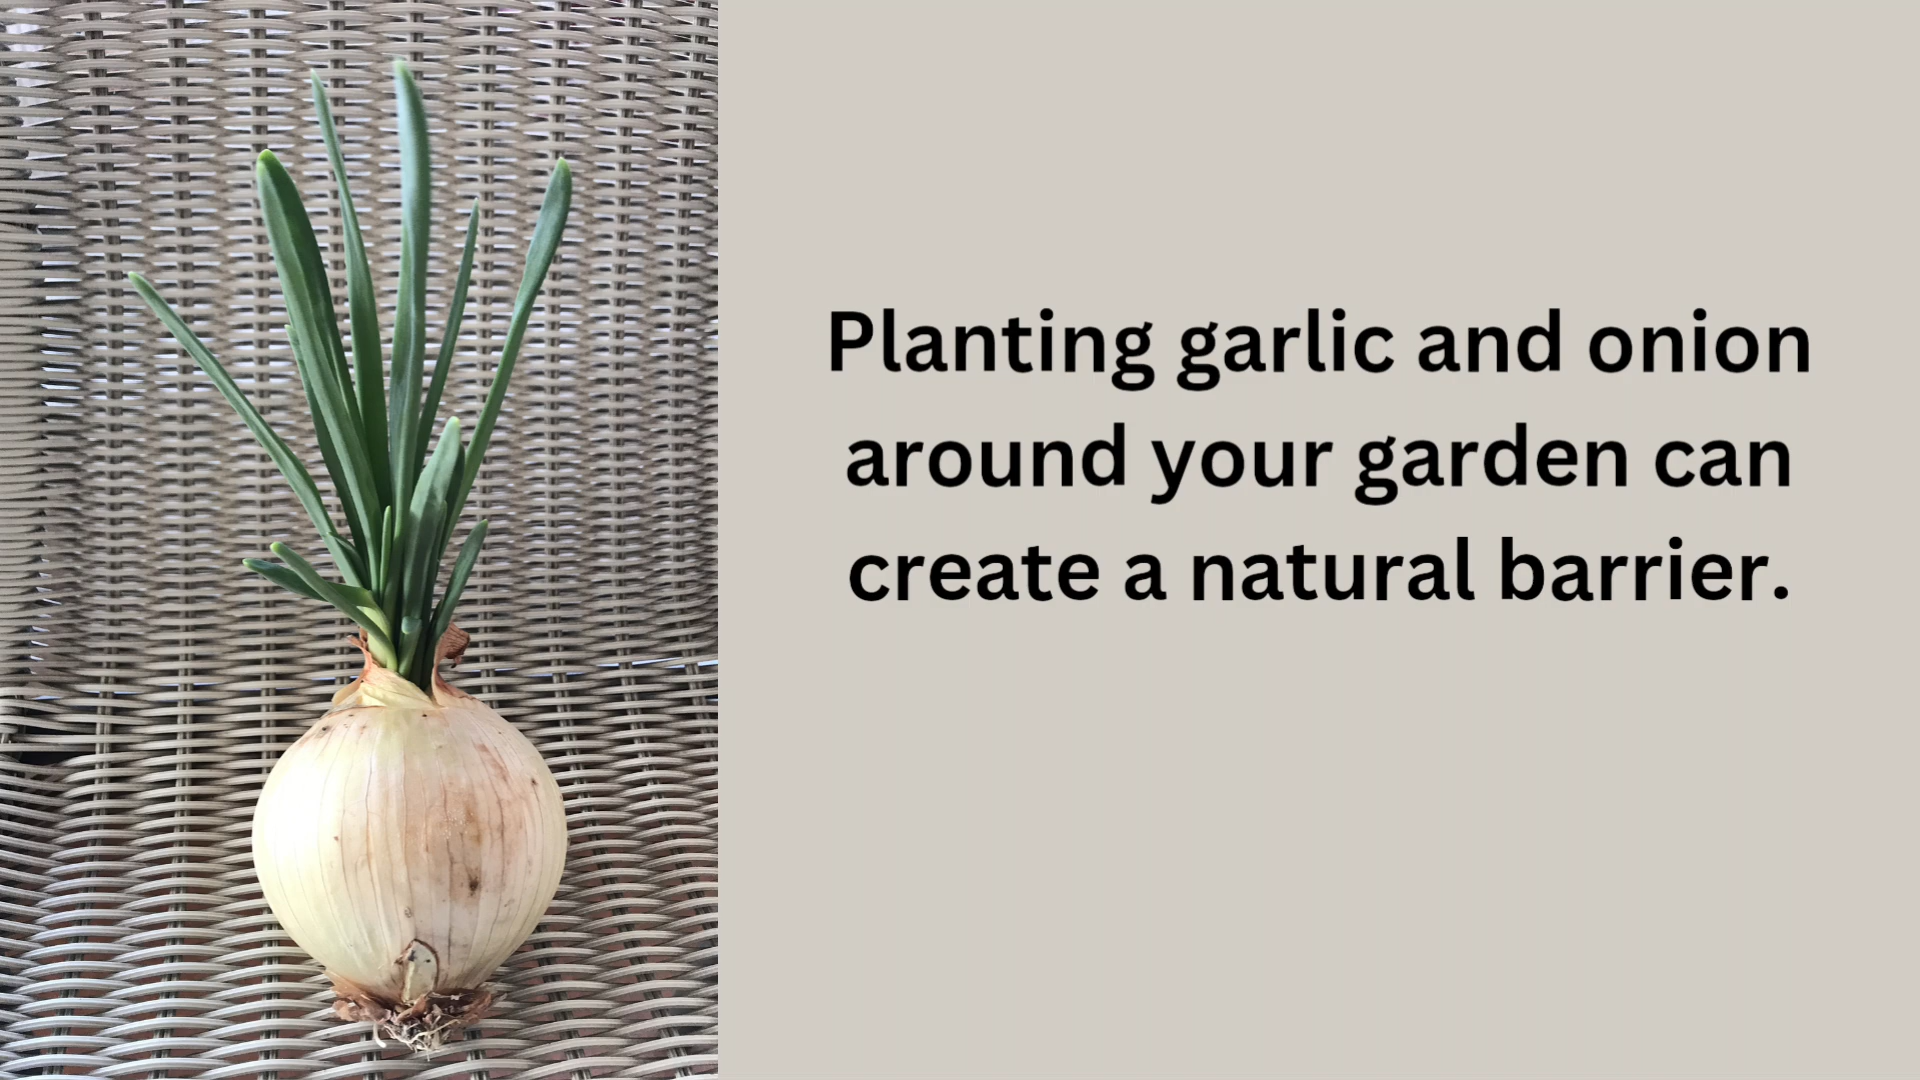 Planting garlic and onion
around your garden can
create a natural barrier.